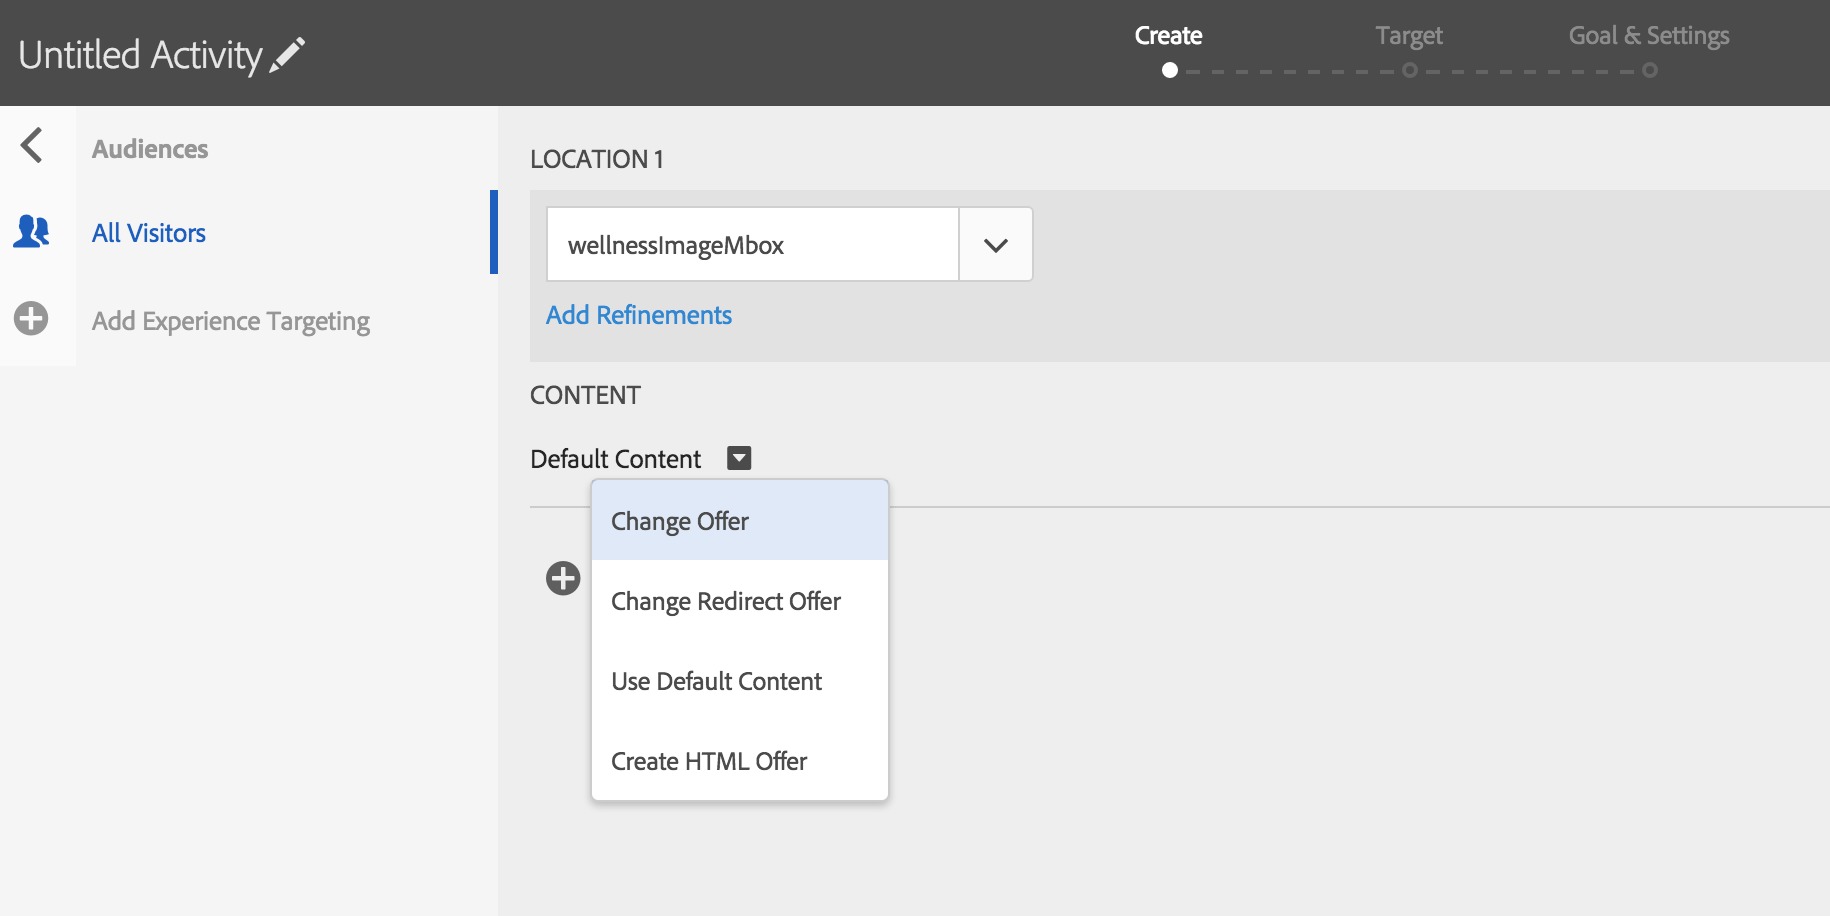 Untitled Activity
Create
Target
Goal & Settings
Audiences
All Visitors
Add Experience Targeting
LOCATION 1
wellnessImageMbox
Add Refinements
CONTENT
Default Content
Change Offer
Change Redirect Offer
Use Default Content
Create HTML Offer